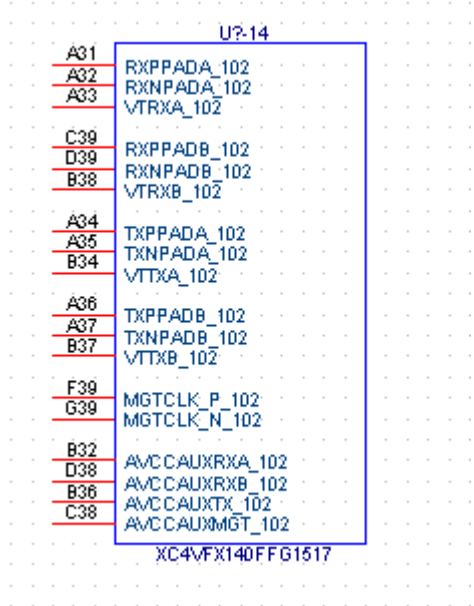 U?-14
A31 RXPPADA_102
A32 RXNPADA_102
A33 VTRXA_102
C39 RXPPADB_102
D39 RXNPADB_102
B38 VTRXB_102
A34 TXPPADA_102
A35 TXNPADA_102
B34 VTTXA_102
A36 TXPPADB_102
A37 TXNPADB_102
B37 VTTXB_102
F39 MGTCLK_P_102
G39 MGTCLK_N_102
B32 AVCCAUXRXA_102
D38 AVCCAUXRXB_102
B36 AVCCAUXTX_102
C38 AVCCAUXMGT_102
XC4VFX140FFG1517